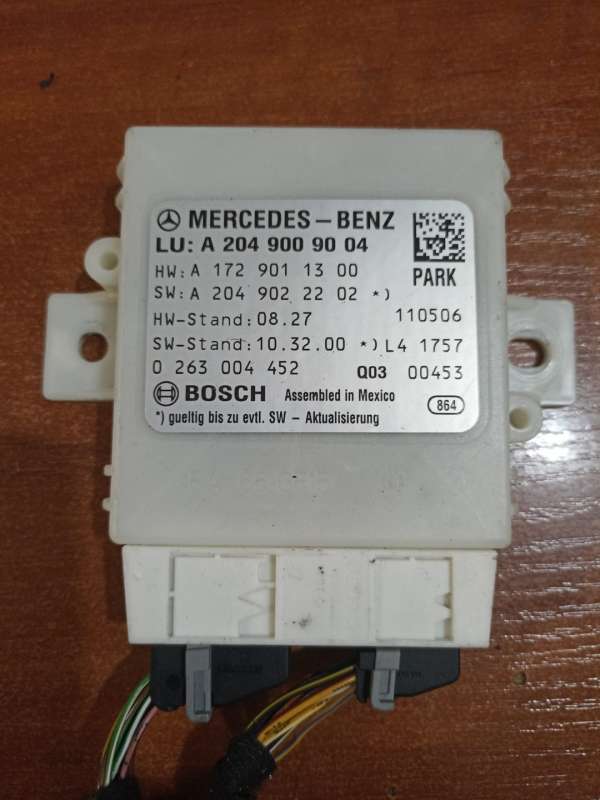 MERCEDES-BENZ
LU: A 204 900 90 04
PARK
HW: A 172 901 13 00
SW: A 204 902 22 02 *)
HW-Stand: 08.27 110506
SW-Stand: 10.32.00 *) L4 1757
0 263 004 452 Q03 00453
BOSCH Assembled in Mexico 864
*) gueltig bis zu evtl. SW - Aktualisierung